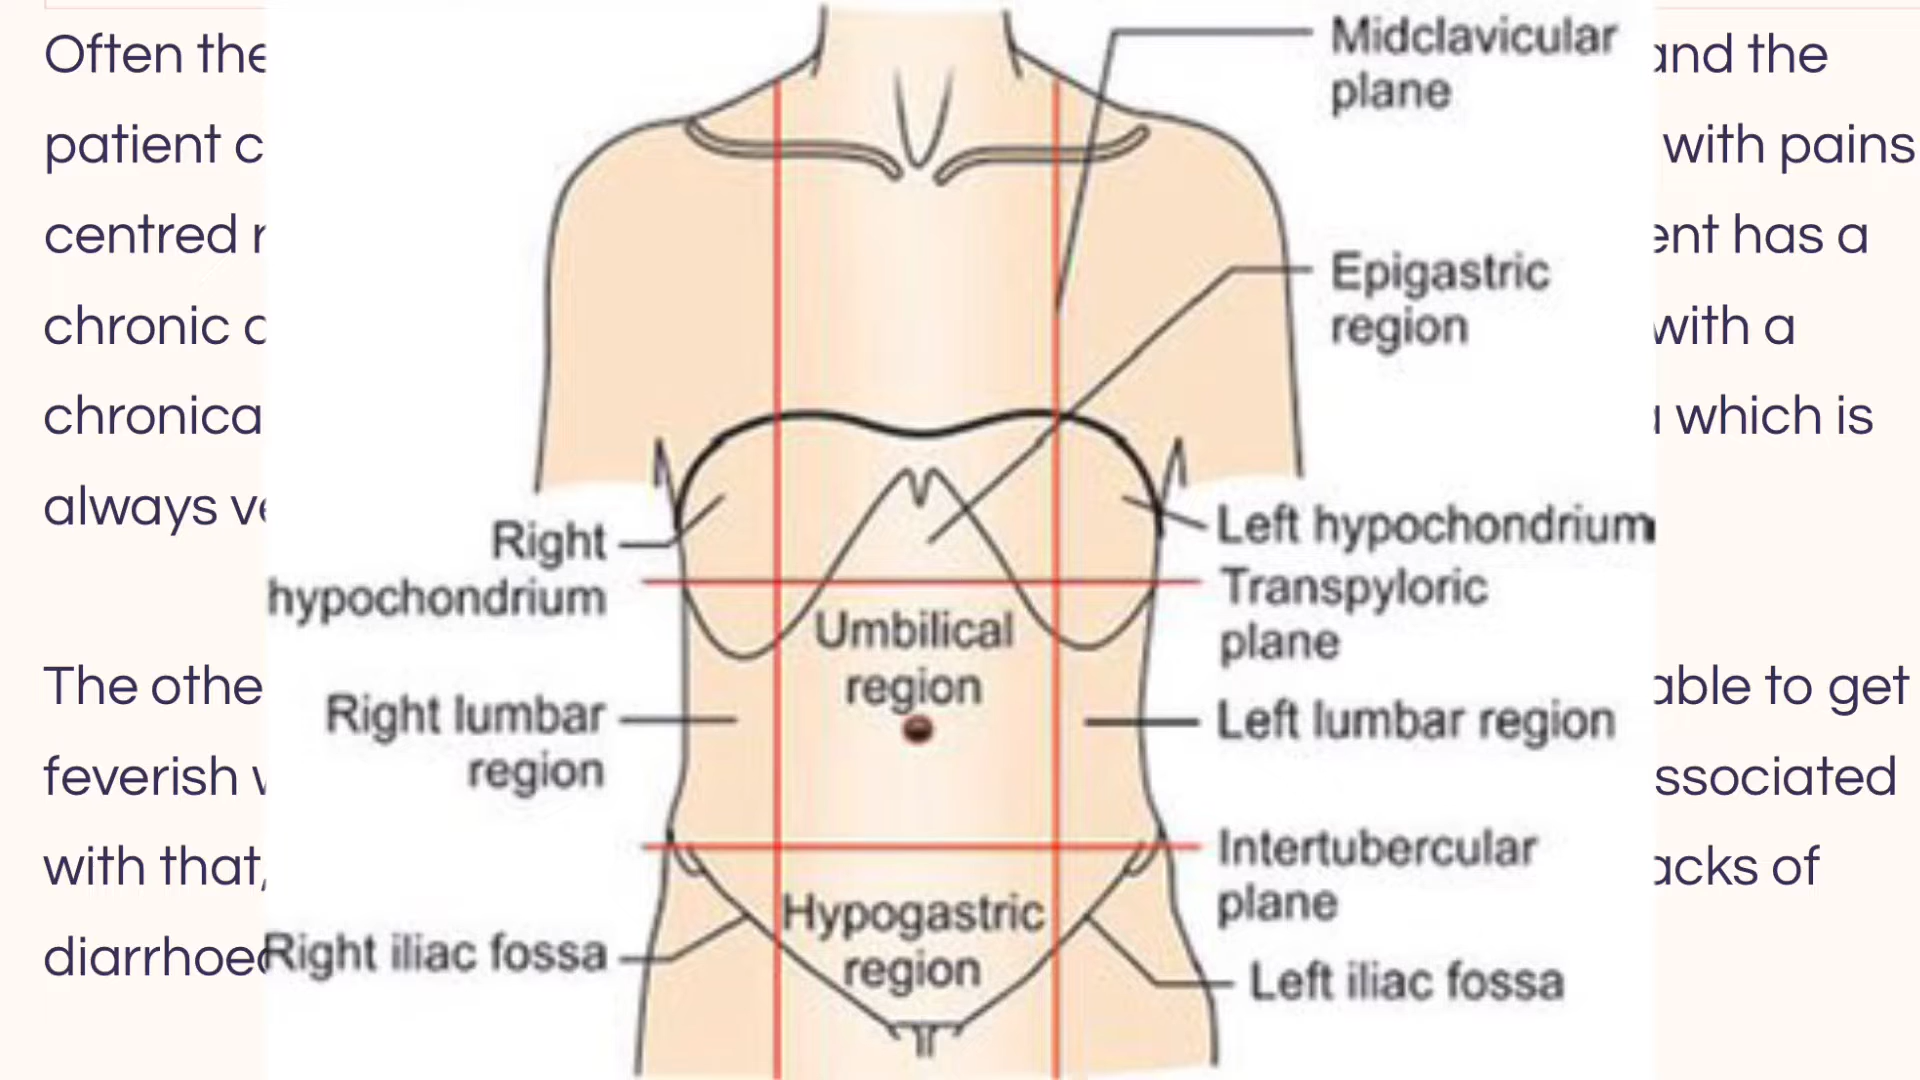 Often the
and the
patient c
with pains
centred
has a
chronic
with a
chronica
which is
always ve
The othe
able to get
feverish
ssociated
with that,
acks of
diarrhoea
Midclavicular
plane
Epigastric
region
Right
hypochondrium
Left hypochondrium
Transpyloric
plane
Umbilical
region
Right lumbar
region
Left lumbar region
Intertubercular
plane
Hypogastric
region
Right iliac fossa
Left iliac fossa